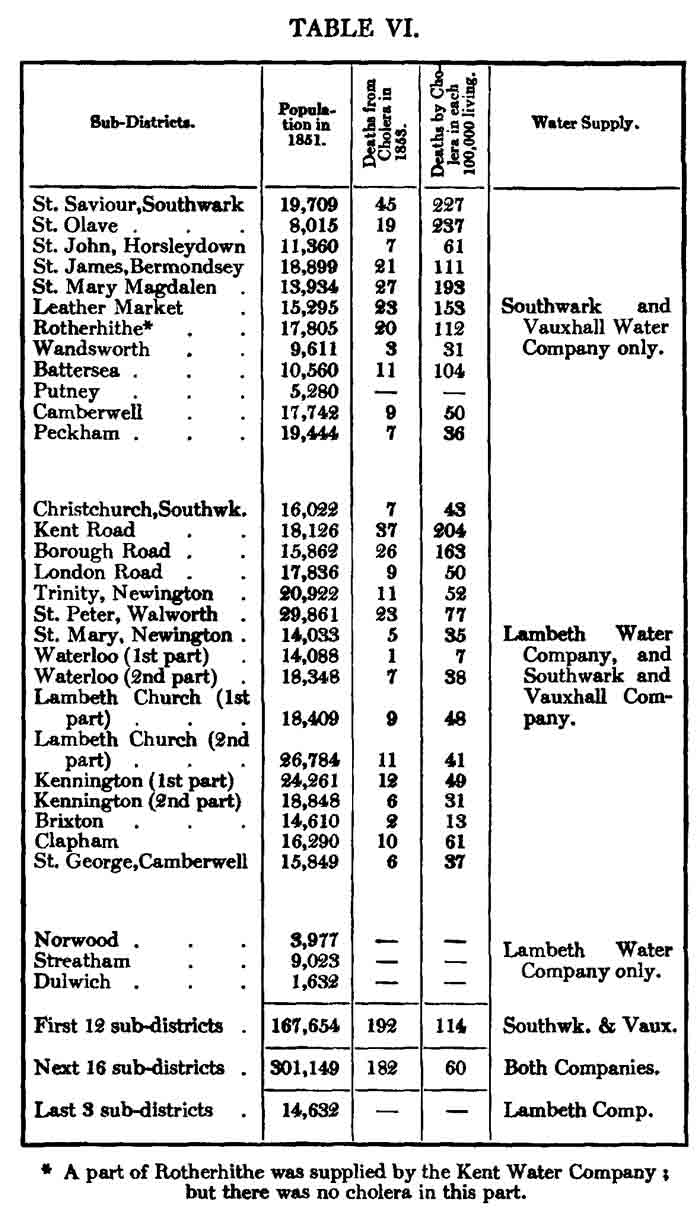 TABLE VI.
Sub-Districts. Popula-tion in 1851. Deaths from Cholera in 1853. Deaths by Cho-lera in each 100,000 living. Water Supply.
St. Saviour,Southwark 19,709 45 227
St. Olave . . . 8,015 19 237
St. John, Horsleydown 11,360 7 61
St. James,Bermondsey 18,899 21 111
St. Mary Magdalen . 13,934 27 193
Leather Market . 15,295 23 153 Southwark and
Rotherhithe* . . 17,805 20 112 Vauxhall Water
Wandsworth . . 9,611 3 31 Company only.
Battersea . . . 10,560 11 104
Putney . . . 5,280 — —
Camberwell . . 17,742 9 50
Peckham . . . 19,444 7 36
Christchurch,Southwk. 16,022 7 43
Kent Road . . 18,126 37 204
Borough Road . . 15,862 26 163
London Road . . 17,836 9 50
Trinity, Newington . 20,922 11 52
St. Peter, Walworth . 29,861 23 77
St. Mary, Newington . 14,033 5 35 Lambeth Water
Waterloo (1st part) . 14,088 1 7 Company, and
Waterloo (2nd part) . 18,348 7 38 Southwark and
Lambeth Church (1st Vauxhall Com-
part) . . . 18,409 9 48 pany.
Lambeth Church (2nd
part) . . . 26,784 11 41
Kennington (1st part) 24,261 12 49
Kennington (2nd part) 18,848 6 31
Brixton . . . 14,610 2 13
Clapham . . 16,290 10 61
St. George,Camberwell 15,849 6 37
Norwood . . . 3,977 — — Lambeth Water
Streatham . . 9,023 — — Company only.
Dulwich . . . 1,632 — —
First 12 sub-districts . 167,654 192 114 Southwk. & Vaux.
Next 16 sub-districts . 301,149 182 60 Both Companies.
Last 3 sub-districts . 14,632 — — Lambeth Comp.
* A part of Rotherhithe was supplied by the Kent Water Company ;
but there was no cholera in this part.